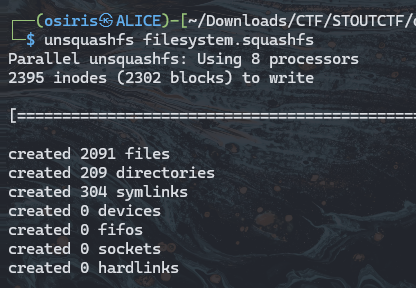 ┌──(osiris㉿ALICE)-[~/Downloads/CTF/STOUTCTF/
└─$ unsquashfs filesystem.squashfs
Parallel unsquashfs: Using 8 processors
2395 inodes (2302 blocks) to write
[=============================================
created 2091 files
created 209 directories
created 304 symlinks
created 0 devices
created 0 fifos
created 0 sockets
created 0 hardlinks